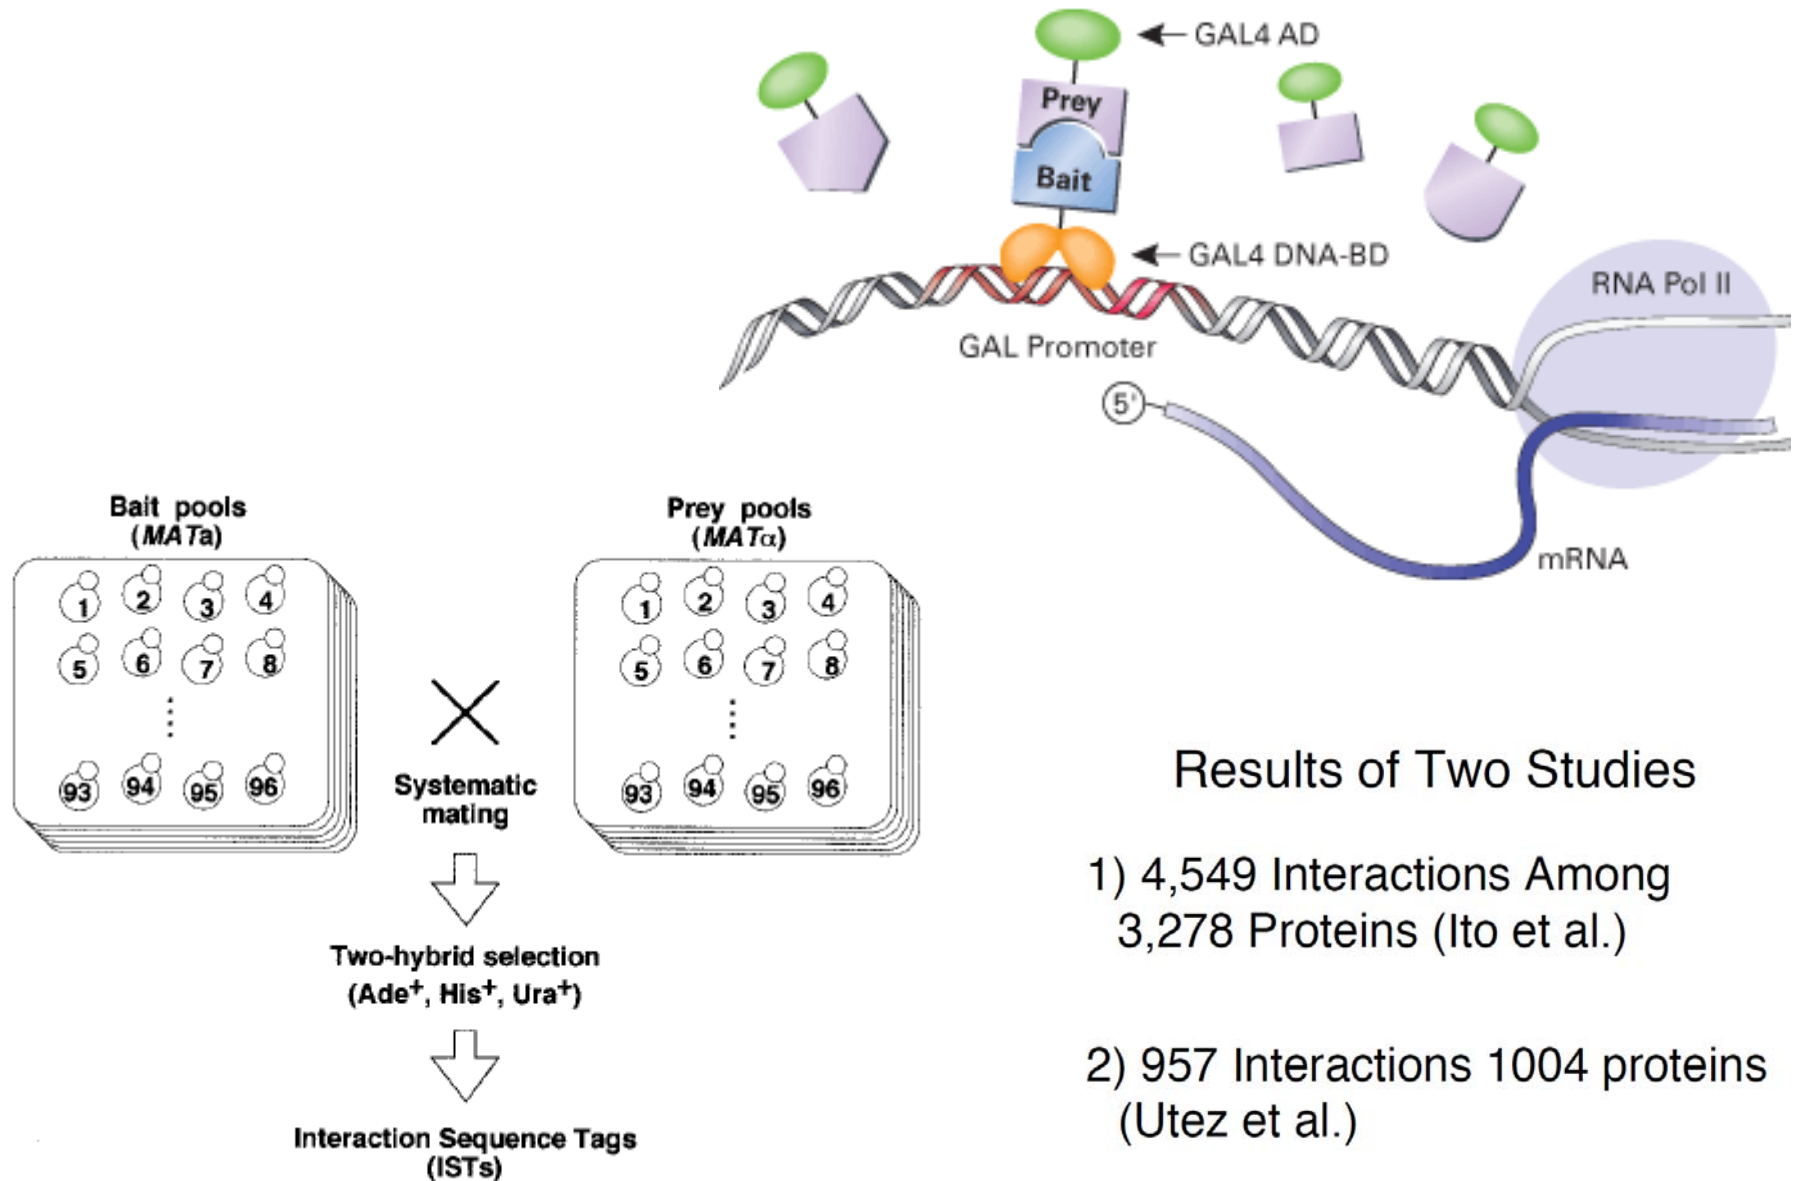 GAL4 AD
Prey
Bait
GAL4 DNA-BD
RNA Pol II
GAL Promoter
5'
mRNA
Bait pools
(MATa)
1 2 3 4
5 6 7 8
93 94 95 96
Systematic
mating
Prey pools
(MATα)
1 2 3 4
5 6 7 8
93 94 95 96
Two-hybrid selection
(Ade+, His+, Ura+)
Interaction Sequence Tags
(ISTs)
Results of Two Studies
1) 4,549 Interactions Among
3,278 Proteins (Ito et al.)
2) 957 Interactions 1004 proteins
(Utez et al.)